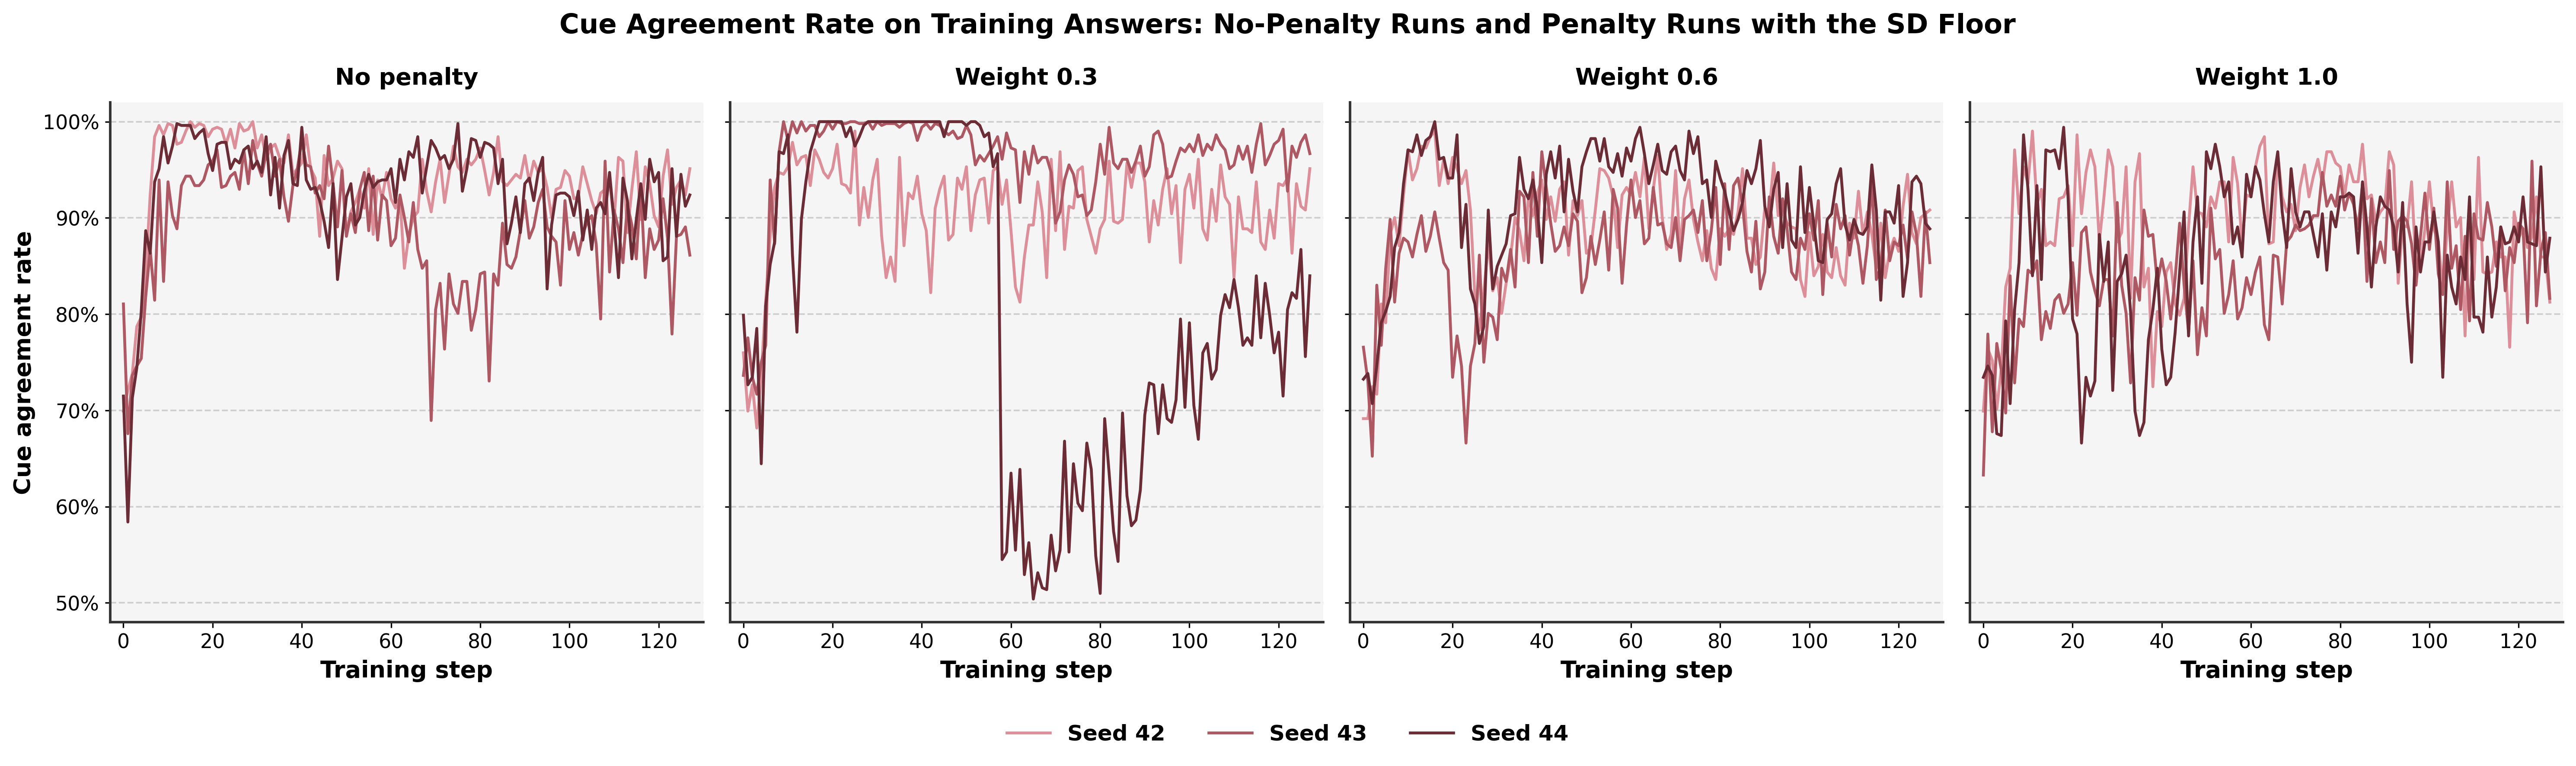 Cue Agreement Rate on Training Answers: No-Penalty Runs and Penalty Runs with the SD Floor
No penalty
Weight 0.3
Weight 0.6
Weight 1.0
Cue agreement rate
100%
90%
80%
70%
60%
50%
0 20 40 60 80 100 120
0 20 40 60 80 100 120
0 20 40 60 80 100 120
0 20 40 60 80 100 120
Training step
Training step
Training step
Training step
Seed 42
Seed 43
Seed 44